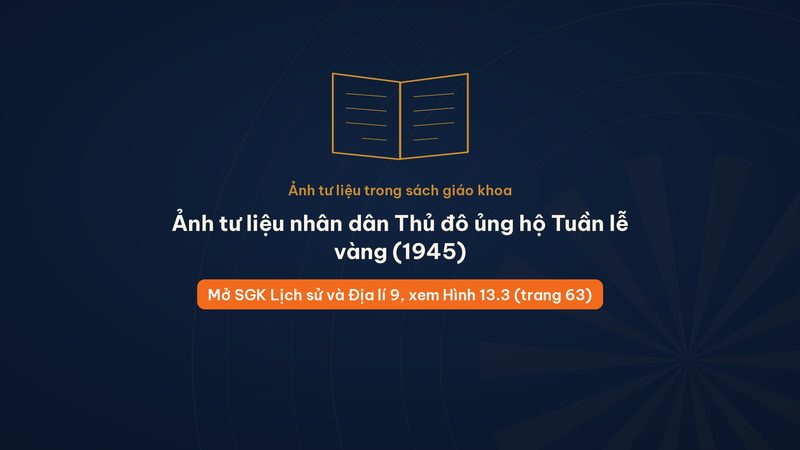 Ảnh tư liệu trong sách giáo khoa
Ảnh tư liệu nhân dân Thủ đô ủng hộ Tuần lễ
vàng (1945)
Mở SGK Lịch sử và Địa lí 9, xem Hình 13.3 (trang 63)